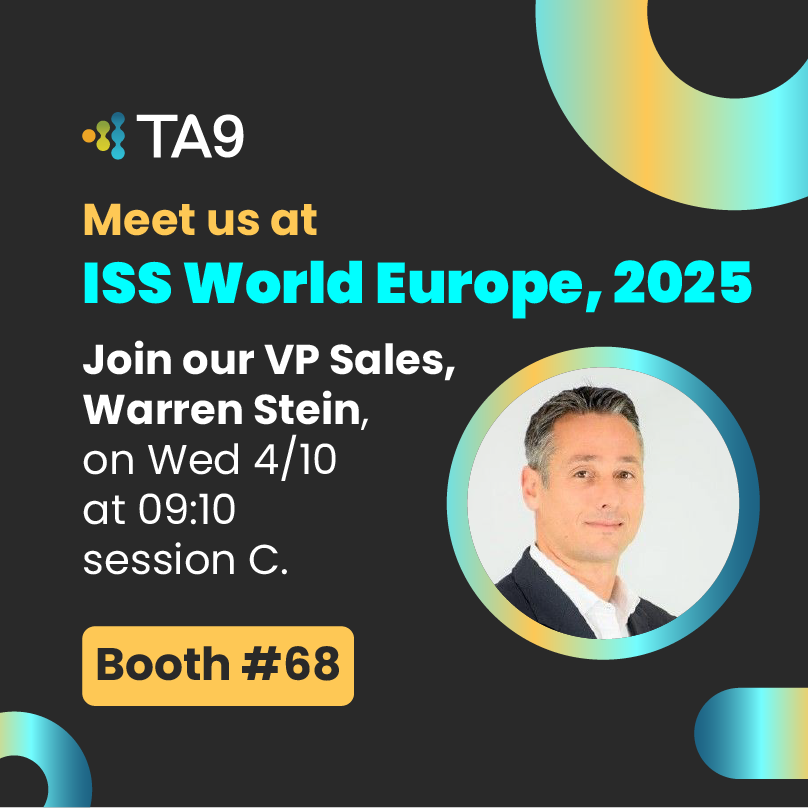 TA9
Meet us at
ISS World Europe, 2025
Join our VP Sales,
Warren Stein,
on Wed 4/10
at 09:10
session C.
Booth #68